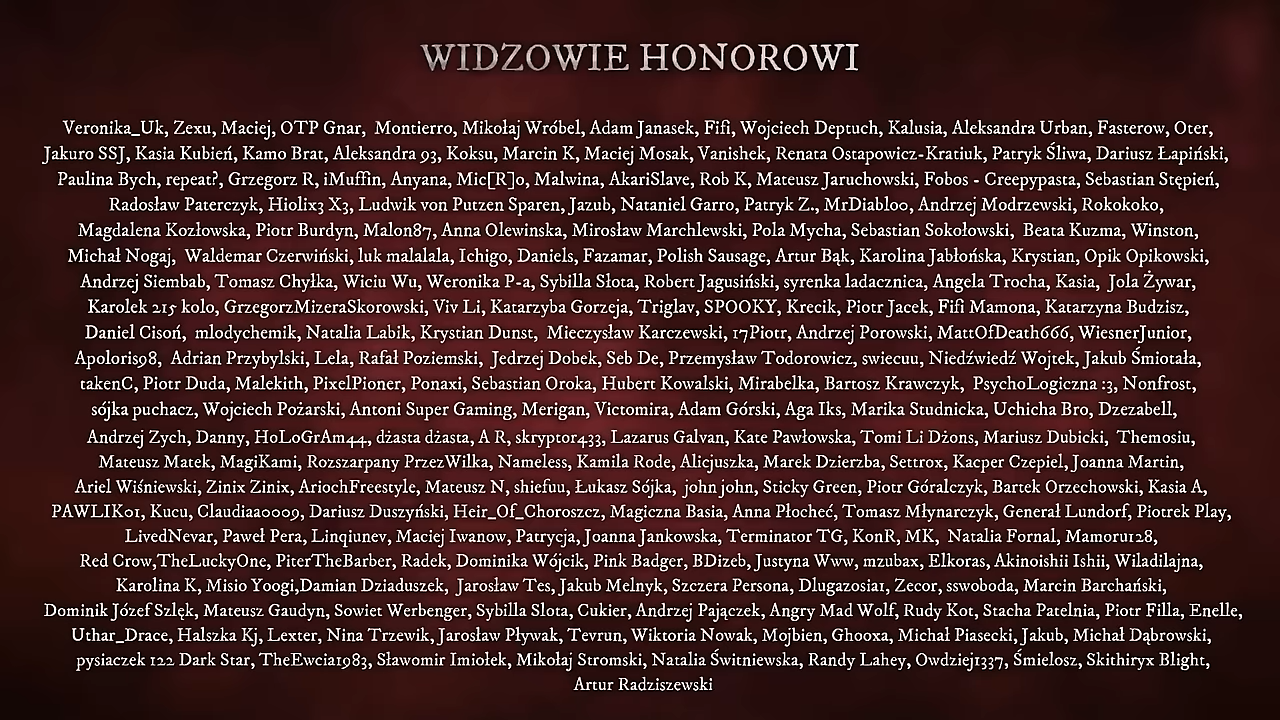 WIDZOWIE HONOROWI
Veronika_Uk, Zexu, Maciej, OTP Gnar, Montierro, Mikołaj Wróbel, Adam Janasek, Fifi, Wojciech Deptuch, Kalusia, Aleksandra Urban, Fasterow, Oter,
Jakuro SSJ, Kasia Kubień, Kamo Brat, Aleksandra 93, Koksu, Marcin K, Maciej Mosak, Vanishek, Renata Ostapowicz-Kratiuk, Patryk Śliwa, Dariusz Łapiński,
Paulina Bych, repeat?, Grzegorz R, iMuffin, Anyana, Mic[R]o, Malwina, AkariSlave, Rob K, Mateusz Jaruchowski, Fobos - Creepypasta, Sebastian Stępień,
Radosław Paterczyk, Hiolix3 X3, Ludwik von Putzen Sparen, Jazub, Nataniel Garro, Patryk Z., MrDiabloo, Andrzej Modrzewski, Rokokoko,
Magdalena Kozłowska, Piotr Burdyn, Malon87, Anna Olewinska, Mirosław Marchlewski, Pola Mycha, Sebastian Sokołowski, Beata Kuzma, Winston,
Michał Nogaj, Waldemar Czerwiński, luk malalala, Ichigo, Daniels, Fazamar, Polish Sausage, Artur Bąk, Karolina Jabłońska, Krystian, Opik Opikowski,
Andrzej Siembab, Tomasz Chyłka, Wiciu Wu, Weronika P-a, Sybilla Słota, Robert Jagusiński, syrenka ladacznica, Angela Trocha, Kasia, Jola Żywar,
Karolek 215 kolo, GrzegorzMizeraSkorowski, Viv Li, Katarzyba Gorzeja, Triglav, SPOOKY, Krecik, Piotr Jacek, Fifi Mamona, Katarzyna Budzisz,
Daniel Cisoń, mlodychemik, Natalia Labik, Krystian Dunst, Mieczysław Karczewski, 17Piotr, Andrzej Porowski, MattOfDeath666, WiesnerJunior,
Apoloris98, Adrian Przybylski, Lela, Rafał Poziemski, Jedrzej Dobek, Seb De, Przemysław Todorowicz, swiecuu, Niedźwiedź Wojtek, Jakub Śmiotała,
takenC, Piotr Duda, Malekith, PixelPioner, Ponaxi, Sebastian Oroka, Hubert Kowalski, Mirabelka, Bartosz Krawczyk, PsychoLogiczna :3, Nonfrost,
sójka puchacz, Wojciech Pożarski, Antoni Super Gaming, Merigan, Victomira, Adam Górski, Aga Iks, Marika Studnicka, Uchicha Bro, Dzezabell,
Andrzej Zych, Danny, HoLoGrAm44, dżasta dżasta, A R, skryptor433, Lazarus Galvan, Kate Pawłowska, Tomi Li Dżons, Mariusz Dubicki, Themosiu,
Mateusz Matek, MagiKami, Rozszarpany PrzezWilka, Nameless, Kamila Rode, Alicjuszka, Marek Dzierzba, Settrox, Kacper Czepiel, Joanna Martin,
Ariel Wiśniewski, Zinix Zinix, AriochFreestyle, Mateusz N, shiefuu, Łukasz Sójka, john john, Sticky Green, Piotr Góralczyk, Bartek Orzechowski, Kasia A,
PAWLIK01, Kucu, Claudiaa0009, Dariusz Duszyński, Heir_Of_Choroszcz, Magiczna Basia, Anna Płocheć, Tomasz Młynarczyk, Generał Lundorf, Piotrek Play,
LivedNevar, Paweł Pera, Linqiunev, Maciej Iwanow, Patrycja, Joanna Jankowska, Terminator TG, KonR, MK, Natalia Fornal, Mamoru128,
Red Crow,TheLuckyOne, PiterTheBarber, Radek, Dominika Wójcik, Pink Badger, BDizeb, Justyna Www, mzubax, Elkoras, Akinoishii Ishii, Wiladilajna,
Karolina K, Misio Yoogi,Damian Dziaduszek, Jarosław Tes, Jakub Melnyk, Szczera Persona, Dlugazosia1, Zecor, sswoboda, Marcin Barchański,
Dominik Józef Szlęk, Mateusz Gaudyn, Sowiet Werbenger, Sybilla Slota, Cukier, Andrzej Pajączek, Angry Mad Wolf, Rudy Kot, Stacha Patelnia, Piotr Filla, Enelle,
Uthar_Drace, Halszka Kj, Lexter, Nina Trzewik, Jarosław Pływak, Tevrun, Wiktoria Nowak, Mojbien, Ghooxa, Michał Piasecki, Jakub, Michał Dąbrowski,
pysiaczek 122 Dark Star, TheEwcia1983, Sławomir Imiołek, Mikołaj Stromski, Natalia Świtniewska, Randy Lahey, Owdziej1337, Śmielosz, Skithiryx Blight,
Artur Radziszewski